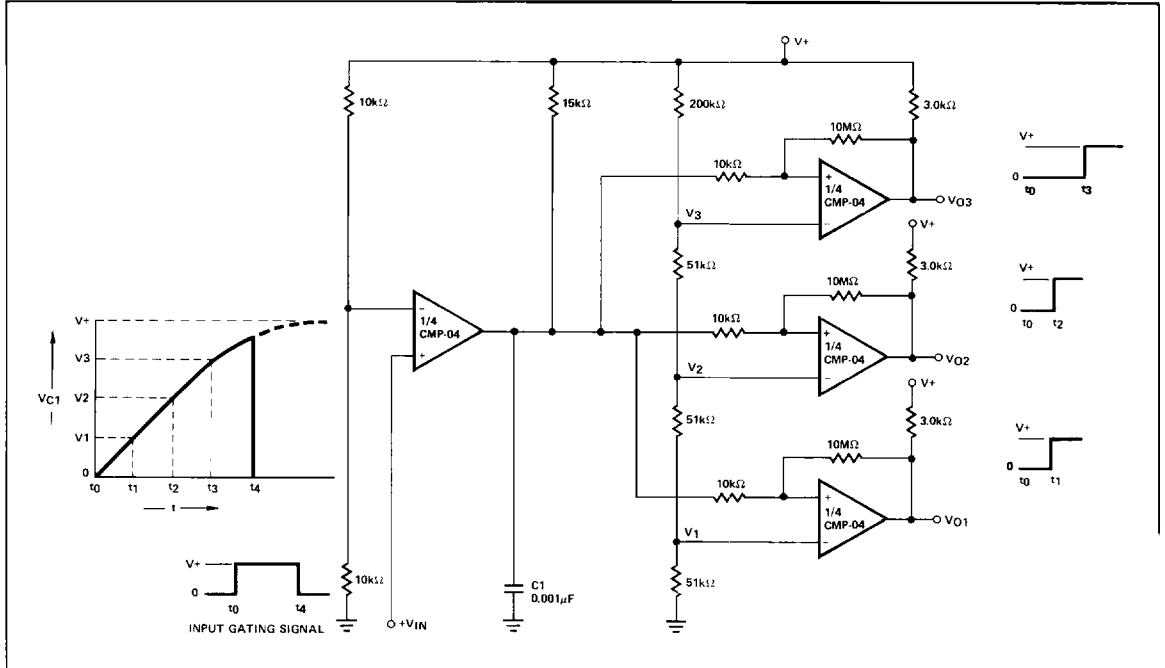 V+
10kΩ
15kΩ
200kΩ
3.0kΩ
10MΩ
10kΩ
+
1/4
CMP-04
−
VO3
V+
0
t0
t3
V3
V+
51kΩ
3.0kΩ
10MΩ
10kΩ
+
1/4
CMP-04
−
VO2
V+
0
t0
t2
−
1/4
CMP-04
+
V2
V+
51kΩ
3.0kΩ
10MΩ
10kΩ
+
1/4
CMP-04
−
VO1
V+
0
t0
t1
V1
51kΩ
V+
V3
VC1
V2
V1
0
t0
t1
t2
t3
t4
t
V+
0
t0
t4
INPUT GATING SIGNAL
10kΩ
+VIN
C1
0.001μF